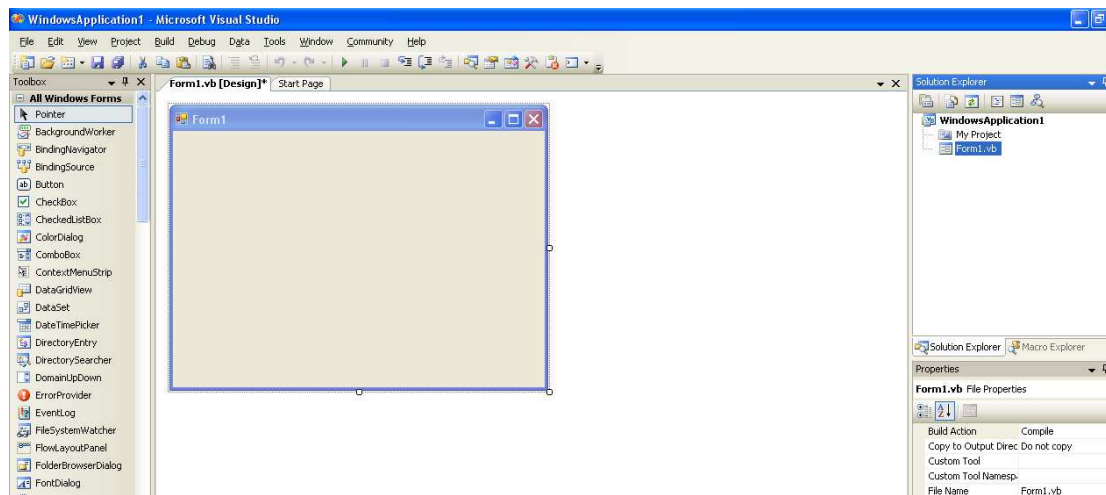 WindowsApplication1 - Microsoft Visual Studio
File Edit View Project Build Debug Data Tools Window Community Help
Toolbox
All Windows Forms
Pointer
BackgroundWorker
BindingNavigator
BindingSource
Button
CheckBox
CheckedListBox
ColorDialog
ComboBox
ContextMenuStrip
DataGridView
DataSet
DateTimePicker
DirectoryEntry
DirectorySearcher
DomainUpDown
ErrorProvider
EventLog
FileSystemWatcher
FlowLayoutPanel
FolderBrowserDialog
FontDialog
Form1.vb [Design]* Start Page
Form1
Solution Explorer
WindowsApplication1
My Project
Form1.vb
Solution Explorer Macro Explorer
Properties
Form1.vb File Properties
Build Action Compile
Copy to Output Direc Do not copy
Custom Tool
Custom Tool Namesp
File Name Form1.vb